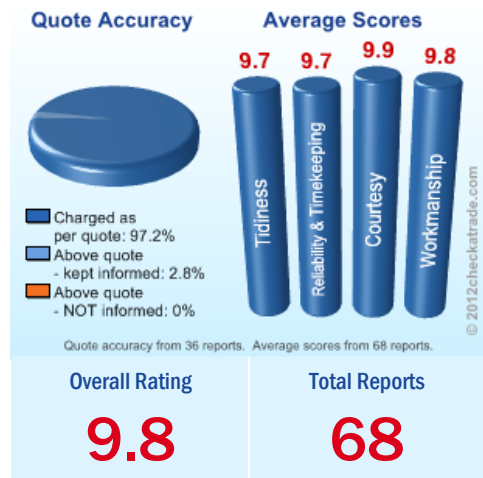 Quote Accuracy
Charged as
per quote: 97.2%
Above quote
- kept informed: 2.8%
Above quote
- NOT informed: 0%
Average Scores
9.7
9.7
9.9
9.8
Tidiness
Reliability & Timekeeping
Courtesy
Workmanship
© 2012checkatrade.com
Quote accuracy from 36 reports. Average scores from 68 reports.
Overall Rating
9.8
Total Reports
68